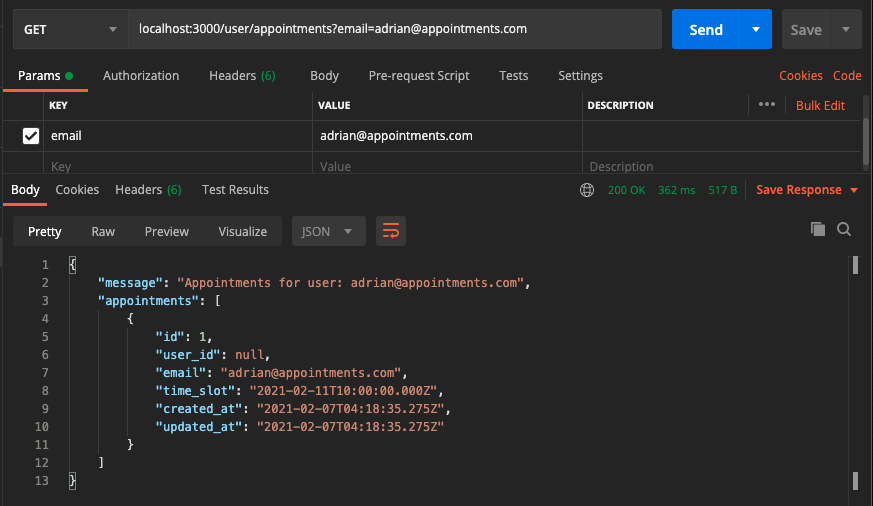 GET localhost:3000/user/appointments?email=adrian@appointments.com Send Save
Params Authorization Headers (6) Body Pre-request Script Tests Settings Cookies Code
KEY VALUE DESCRIPTION ••• Bulk Edit
email adrian@appointments.com
Key Value Description
Body Cookies Headers (6) Test Results 200 OK 362 ms 517 B Save Response
Pretty Raw Preview Visualize JSON
1 {
2 "message": "Appointments for user: adrian@appointments.com",
3 "appointments": [
4 {
5 "id": 1,
6 "user_id": null,
7 "email": "adrian@appointments.com",
8 "time_slot": "2021-02-11T10:00:00.000Z",
9 "created_at": "2021-02-07T04:18:35.275Z",
10 "updated_at": "2021-02-07T04:18:35.275Z"
11 }
12 ]
13 }